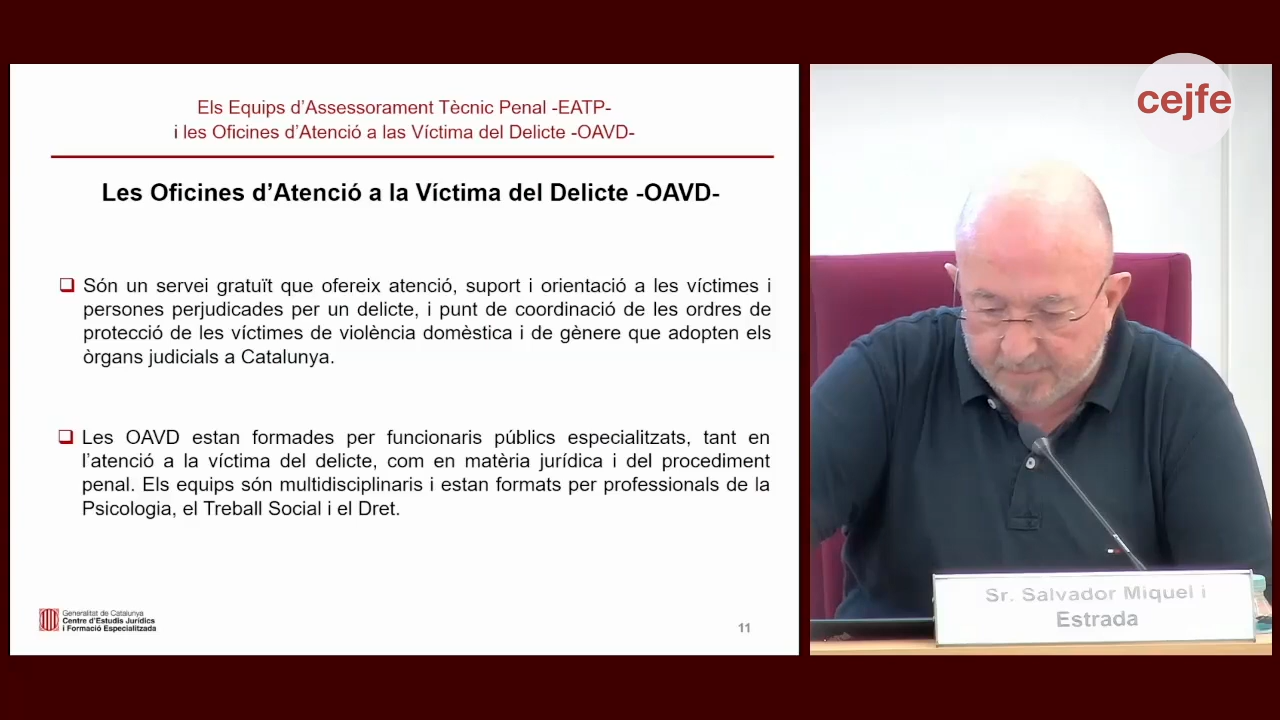 Els Equips d'Assessorament Tècnic Penal -EATP-
i les Oficines d'Atenció a las Víctima del Delicte -OAVD-
Les Oficines d'Atenció a la Víctima del Delicte -OAVD-
❑ Són un servei gratuït que ofereix atenció, suport i orientació a les víctimes i
persones perjudicades per un delicte, i punt de coordinació de les ordres de
protecció de les víctimes de violència domèstica i de gènere que adopten els
òrgans judicials a Catalunya.
❑ Les OAVD estan formades per funcionaris públics especialitzats, tant en
l'atenció a la víctima del delicte, com en matèria jurídica i del procediment
penal. Els equips són multidisciplinaris i estan formats per professionals de la
Psicologia, el Treball Social i el Dret.
Generalitat de Catalunya
Centre d'Estudis Jurídics
i Formació Especialitzada
11
cejfe
Sr. Salvador Miquel i
Estrada